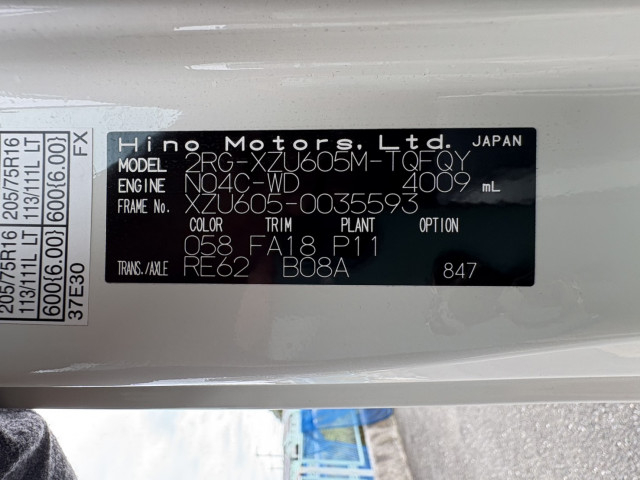 Hino Motors, Ltd. JAPAN
MODEL 2RG-XZU605M-TQFQY
ENGINE N04C-WD 4009 mL
FRAME No. XZU605-0035593
COLOR TRIM PLANT OPTION
058 FA18 P11
TRANS./AXLE RE62 B08A 847
205/75R16 205/75R16
113/111L LT 113/111L LT
600{6.00} 600{6.00}
37E30 FX